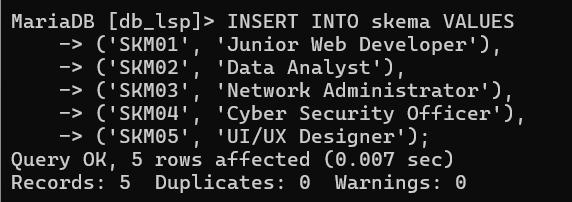 MariaDB [db_lsp]> INSERT INTO skema VALUES
    -> ('SKM01', 'Junior Web Developer'),
    -> ('SKM02', 'Data Analyst'),
    -> ('SKM03', 'Network Administrator'),
    -> ('SKM04', 'Cyber Security Officer'),
    -> ('SKM05', 'UI/UX Designer');
Query OK, 5 rows affected (0.007 sec)
Records: 5  Duplicates: 0  Warnings: 0